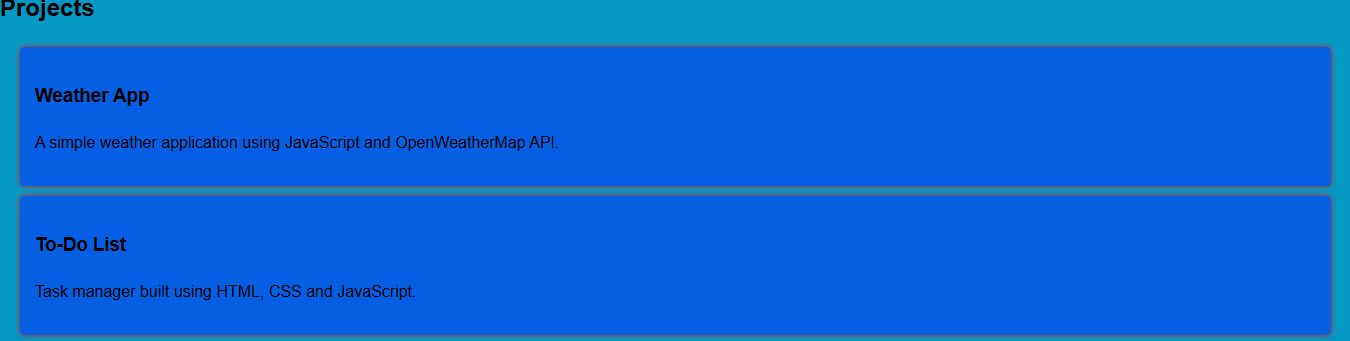 Projects
Weather App
A simple weather application using JavaScript and OpenWeatherMap API.
To-Do List
Task manager built using HTML, CSS and JavaScript.